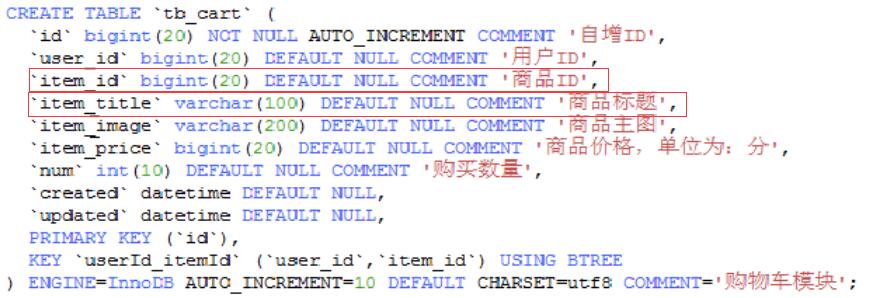 CREATE TABLE `tb_cart` (
`id` bigint(20) NOT NULL AUTO_INCREMENT COMMENT '自增ID',
`user_id` bigint(20) DEFAULT NULL COMMENT '用户ID',
`item_id` bigint(20) DEFAULT NULL COMMENT '商品ID',
`item_title` varchar(100) DEFAULT NULL COMMENT '商品标题',
`item_image` varchar(200) DEFAULT NULL COMMENT '商品主图',
`item_price` bigint(20) DEFAULT NULL COMMENT '商品价格，单位为：分',
`num` int(10) DEFAULT NULL COMMENT '购买数量',
`created` datetime DEFAULT NULL,
`updated` datetime DEFAULT NULL,
PRIMARY KEY (`id`),
KEY `userId_itemId` (`user_id`,`item_id`) USING BTREE
) ENGINE=InnoDB AUTO_INCREMENT=10 DEFAULT CHARSET=utf8 COMMENT='购物车模块';